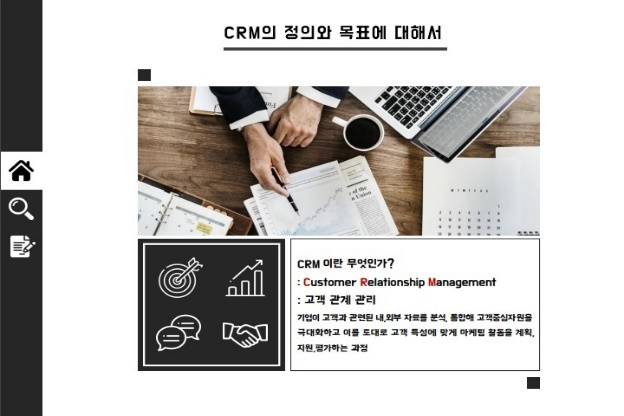 CRM의 정의와 목표에 대해서
CRM 이란 무엇인가?
: Customer Relationship Management
: 고객 관계 관리
기업이 고객과 관련된 내,외부 자료를 분석, 통합해 고객중심자원을
극대화하고 이를 토대로 고객 특성에 맞게 마케팅 활동을 계획,
지원,평가하는 과정